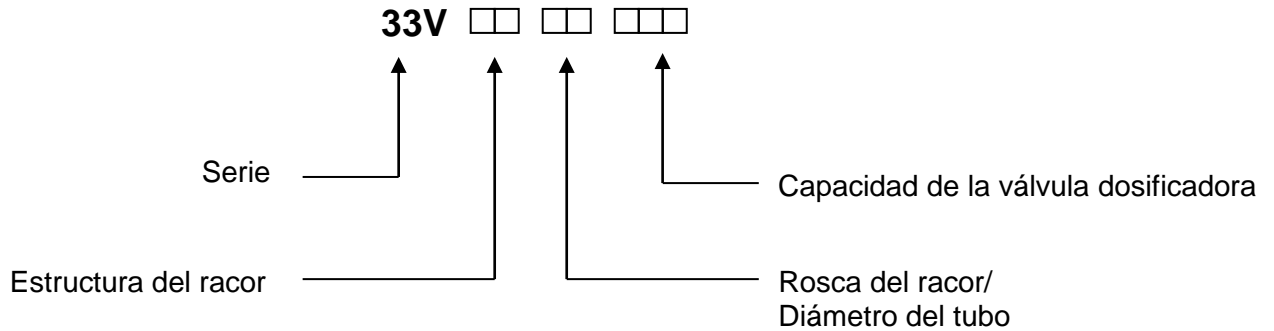 33V □□ □□ □□□
Serie
Capacidad de la válvula dosificadora
Estructura del racor
Rosca del racor/
Diámetro del tubo